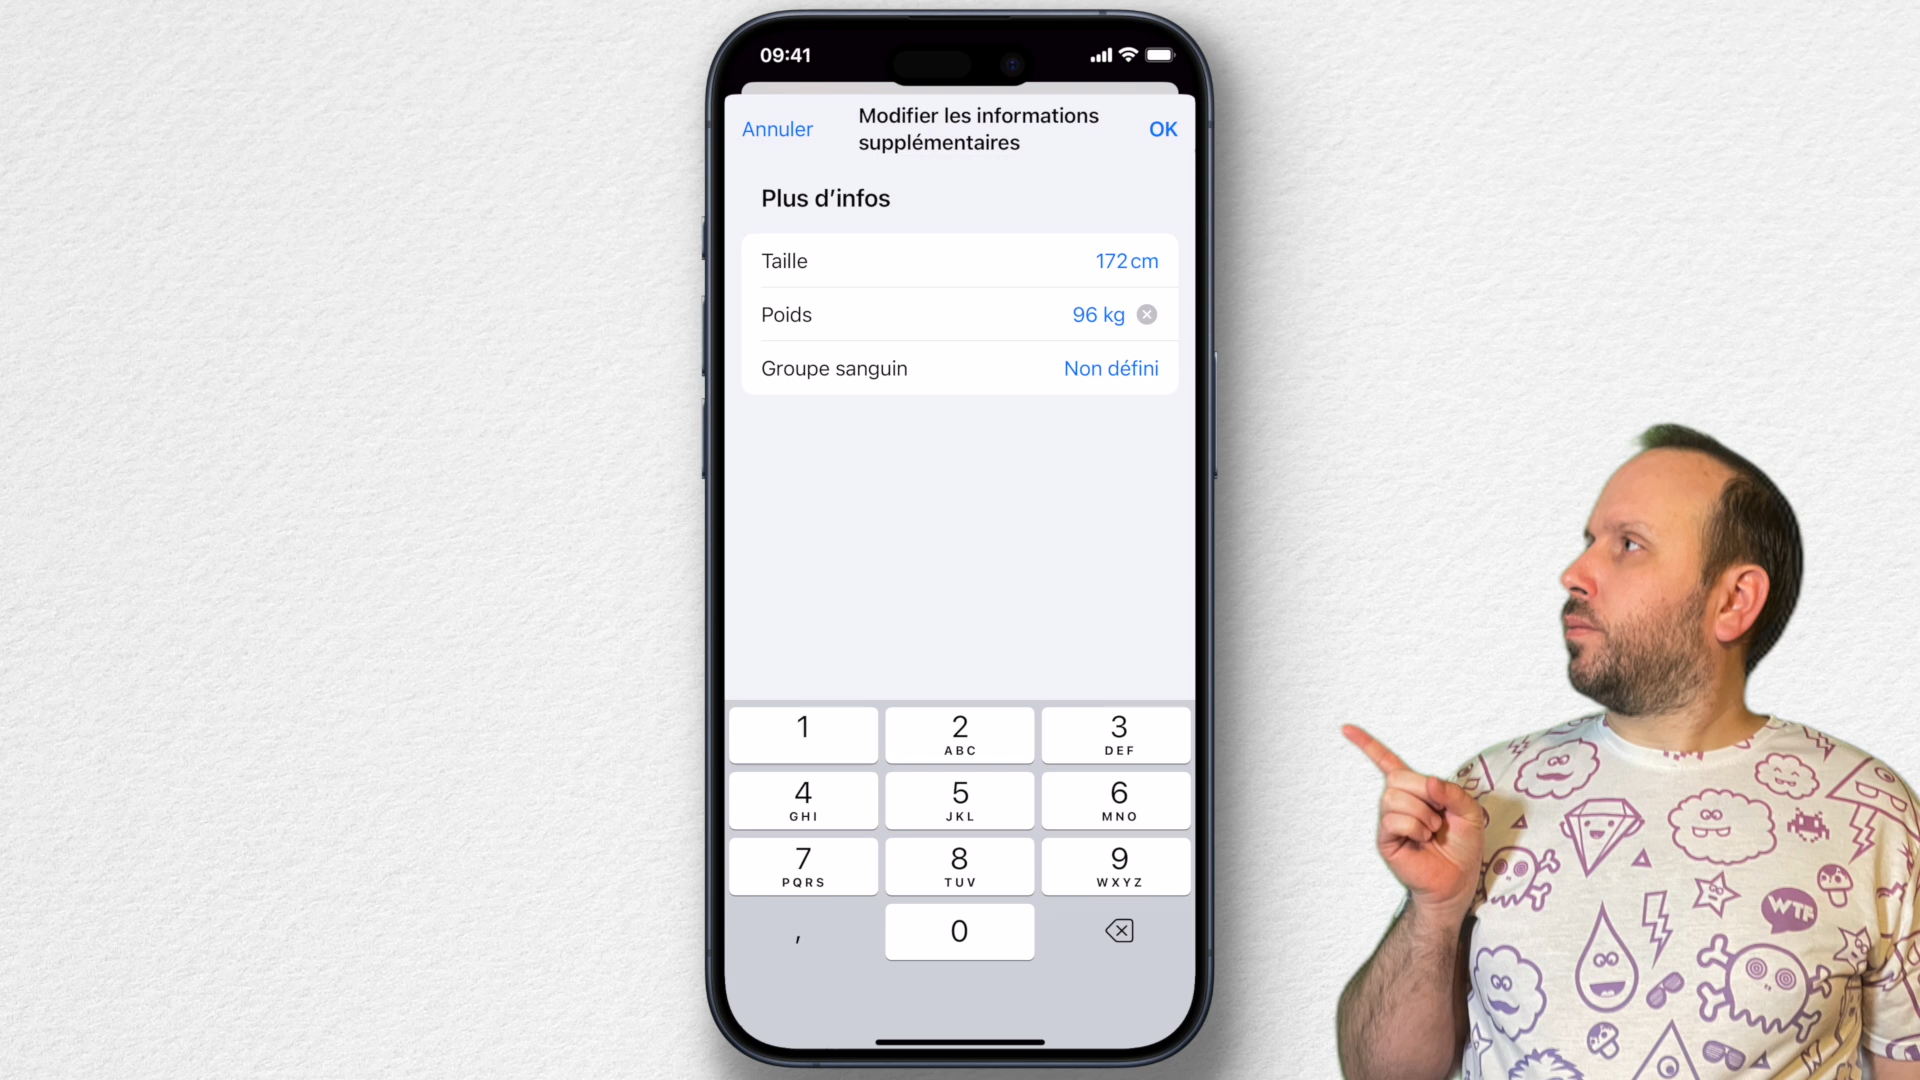 09:41
Annuler
Modifier les informations
supplémentaires
OK
Plus d’infos
Taille
172 cm
Poids
96 kg
Groupe sanguin
Non défini
1
2
ABC
3
DEF
4
GHI
5
JKL
6
MNO
7
PQRS
8
TUV
9
WXYZ
,
0
WTF